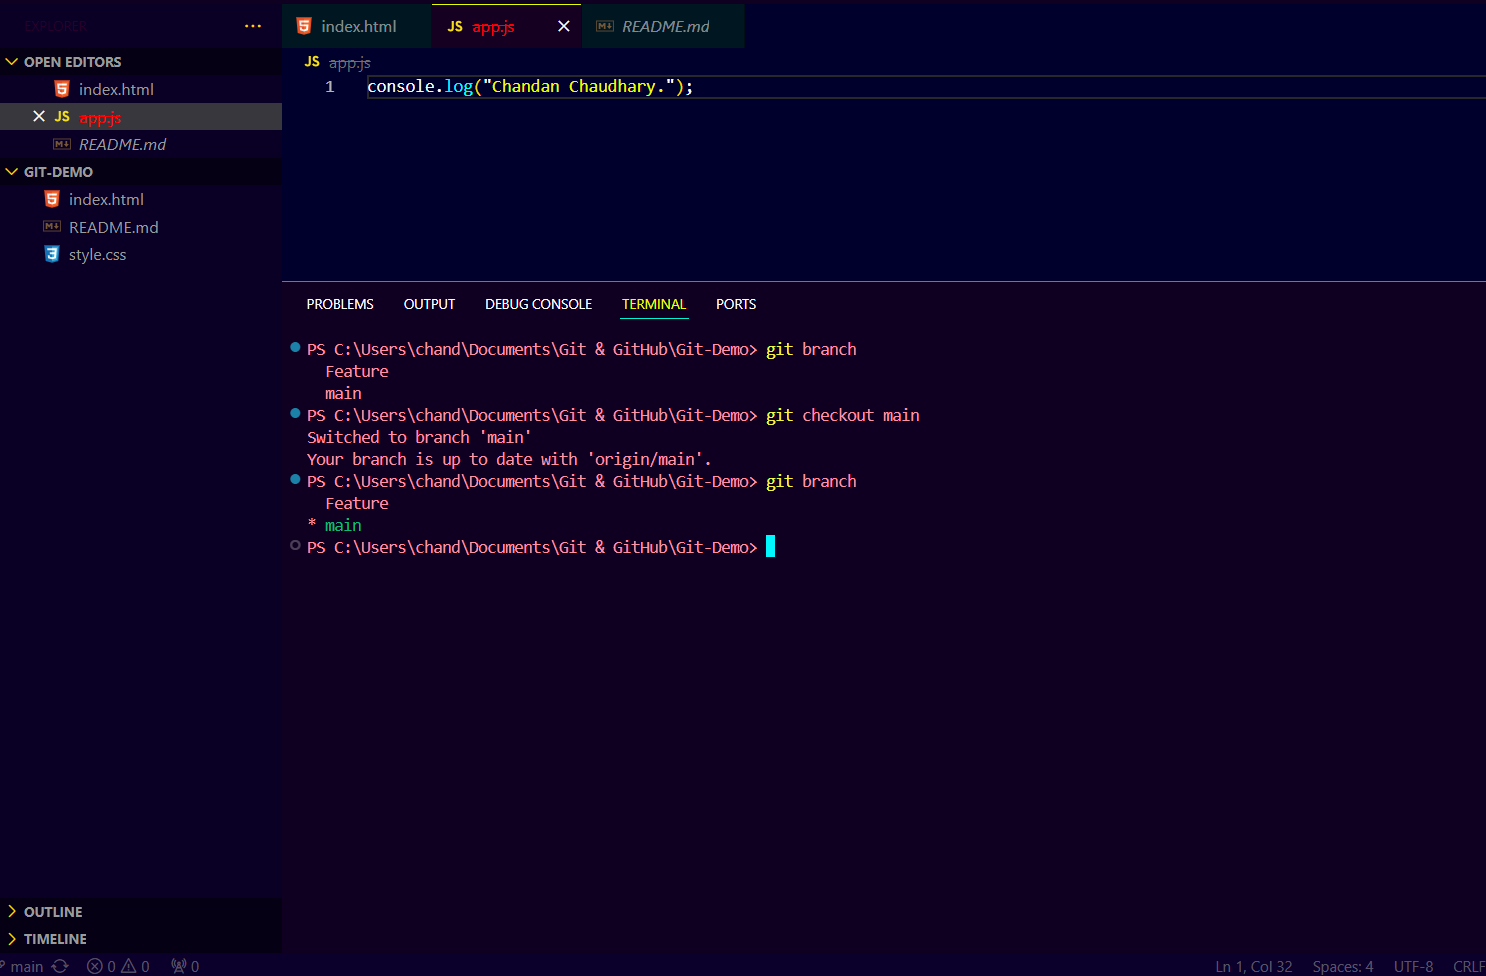 EXPLORER
OPEN EDITORS
index.html
JS app.js
README.md
GIT-DEMO
index.html
README.md
style.css
OUTLINE
TIMELINE
index.html
JS app.js
README.md
JS app.js
1 console.log("Chandan Chaudhary.");
PROBLEMS OUTPUT DEBUG CONSOLE TERMINAL PORTS
PS C:\Users\chand\Documents\Git & GitHub\Git-Demo> git branch
Feature
main
PS C:\Users\chand\Documents\Git & GitHub\Git-Demo> git checkout main
Switched to branch 'main'
Your branch is up to date with 'origin/main'.
PS C:\Users\chand\Documents\Git & GitHub\Git-Demo> git branch
Feature
* main
PS C:\Users\chand\Documents\Git & GitHub\Git-Demo>
main 0 0 0 Ln 1, Col 32 Spaces: 4 UTF-8 CRLF